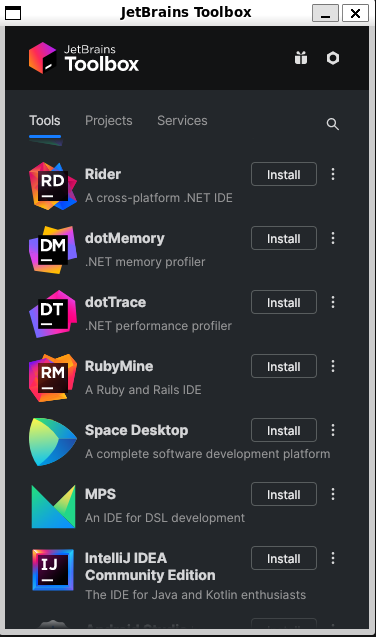 JetBrains Toolbox
JetBrains
Toolbox
Tools Projects Services
RD
Rider
Install
A cross-platform .NET IDE
DM
dotMemory
Install
.NET memory profiler
DT
dotTrace
Install
.NET performance profiler
RM
RubyMine
Install
A Ruby and Rails IDE
Space Desktop
Install
A complete software development platform
MPS
Install
An IDE for DSL development
IJ
IntelliJ IDEA
Community Edition
Install
The IDE for Java and Kotlin enthusiasts
Android Studio